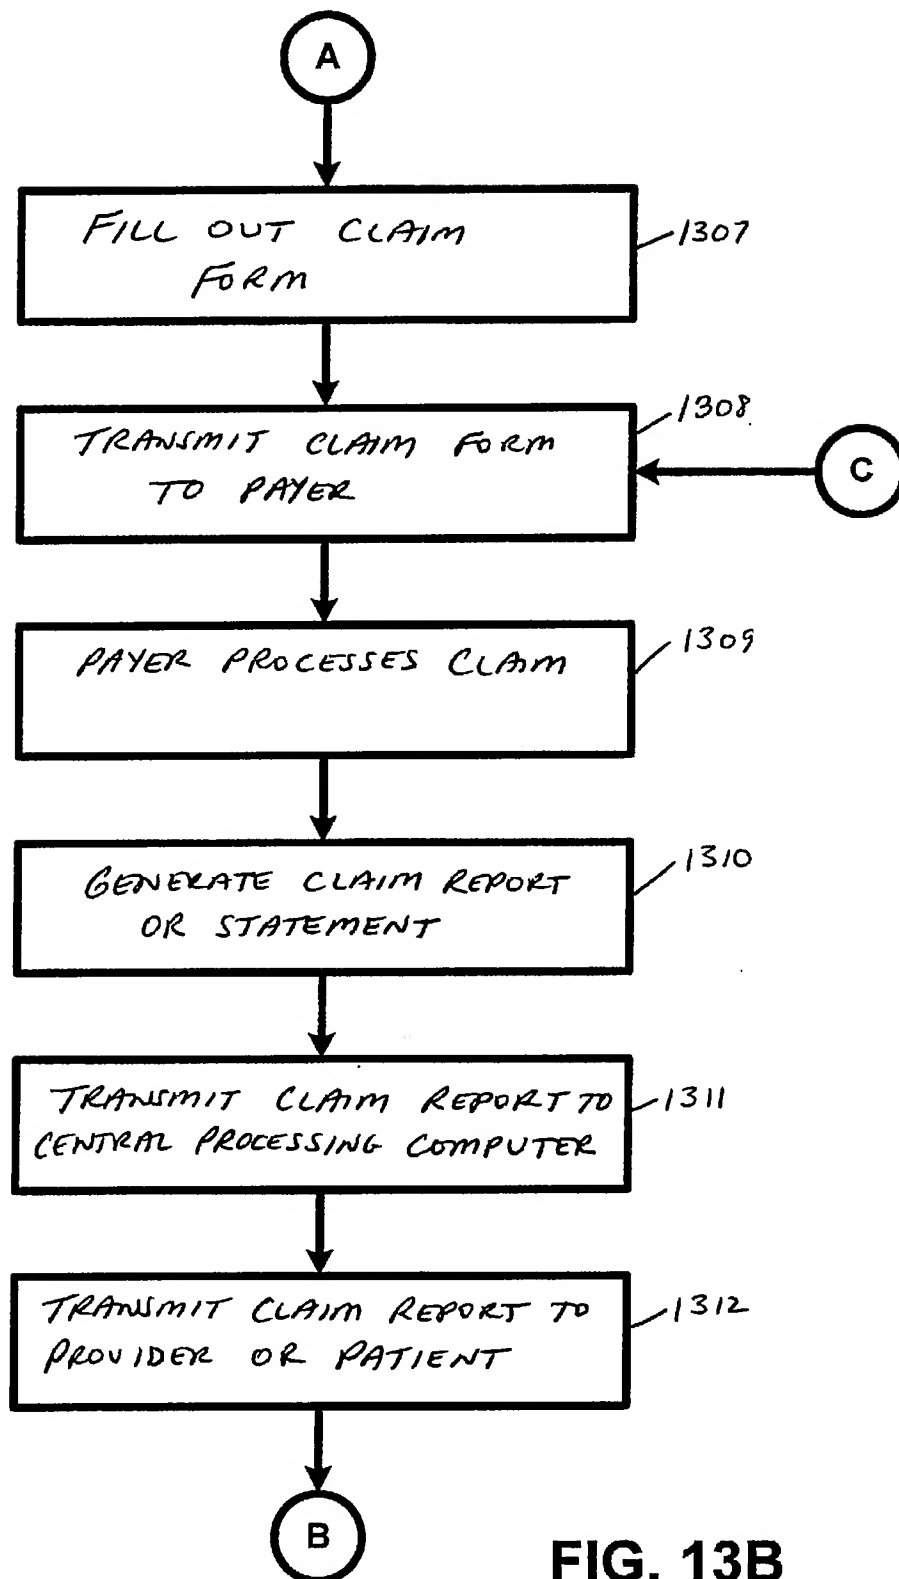 A
FILL OUT CLAIM
FORM
1307
TRANSMIT CLAIM FORM
TO PAYER
1308
C
PAYER PROCESSES CLAIM
1309
GENERATE CLAIM REPORT
OR STATEMENT
1310
TRANSMIT CLAIM REPORT TO
CENTRAL PROCESSING COMPUTER
1311
TRANSMIT CLAIM REPORT TO
PROVIDER OR PATIENT
1312
B
FIG. 13B